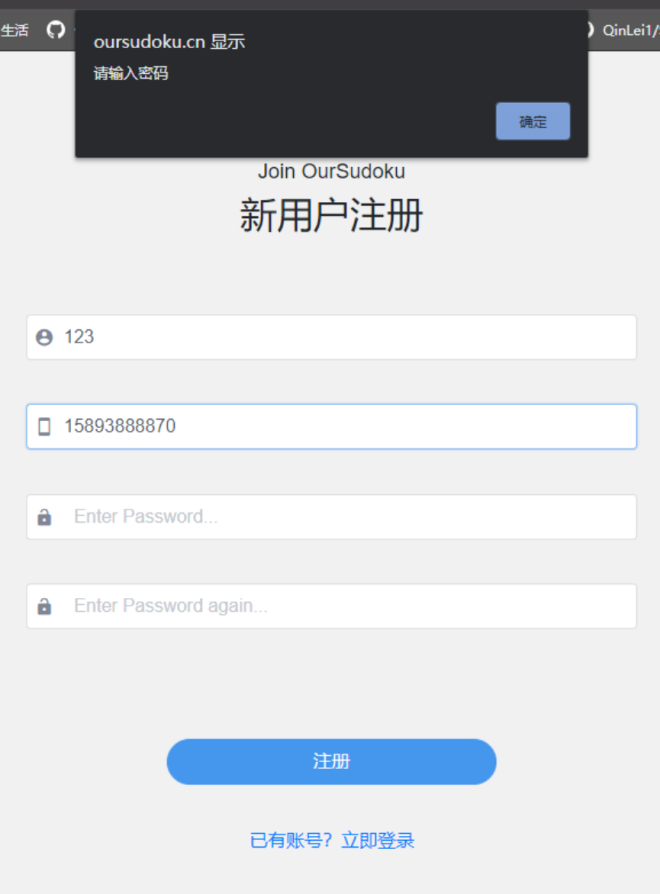 生活
QinLei1/
oursudoku.cn 显示
请输入密码
确定
Join OurSudoku
新用户注册
123
15893888870
Enter Password...
Enter Password again...
注册
已有账号？立即登录